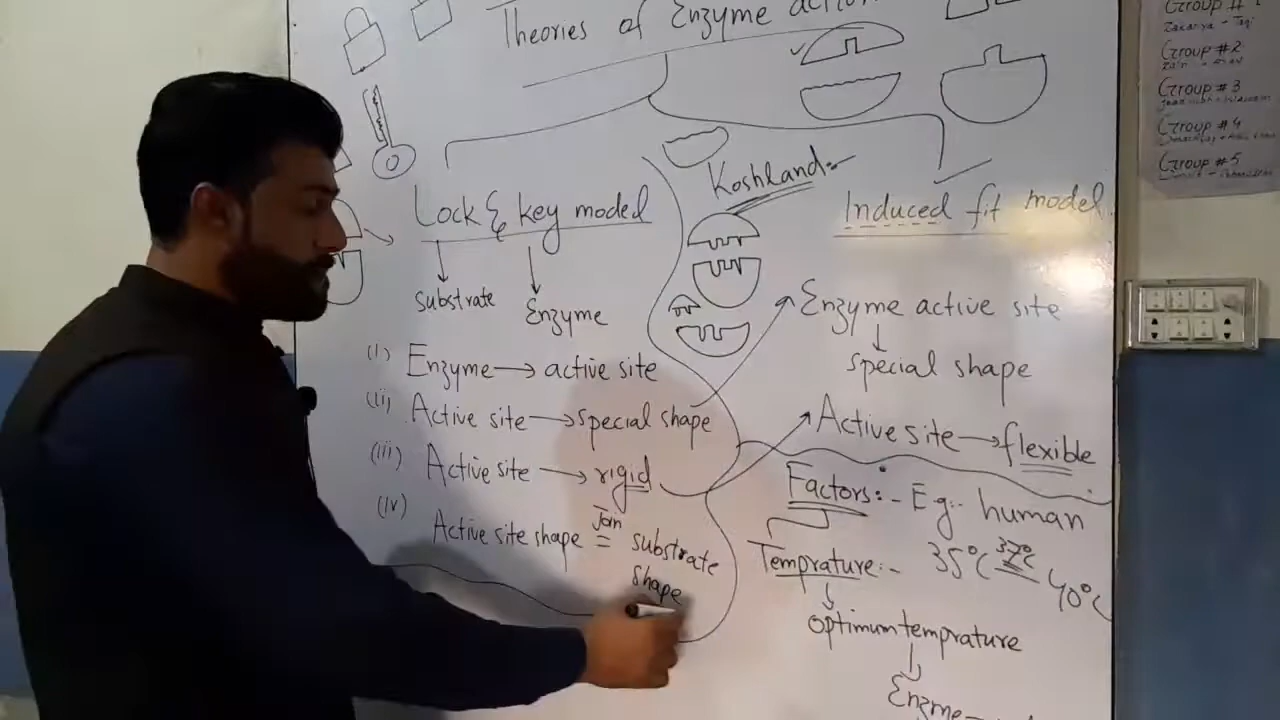 Theories of Enzyme action
Lock & key model
substrate
Enzyme
(i) Enzyme → active site
(ii) Active site → special shape
(iii) Active site → rigid
(iv) Active site shape = substrate
Join
shape
Koshland:-
Induced fit model
Enzyme active site
special shape
Active site → flexible
Factors:- Eg:- human
Temprature:- 35°C 37°C 40°C
optimum temprature
Enzme
Group #
Group #2
Group #3
Group #4
Group #5